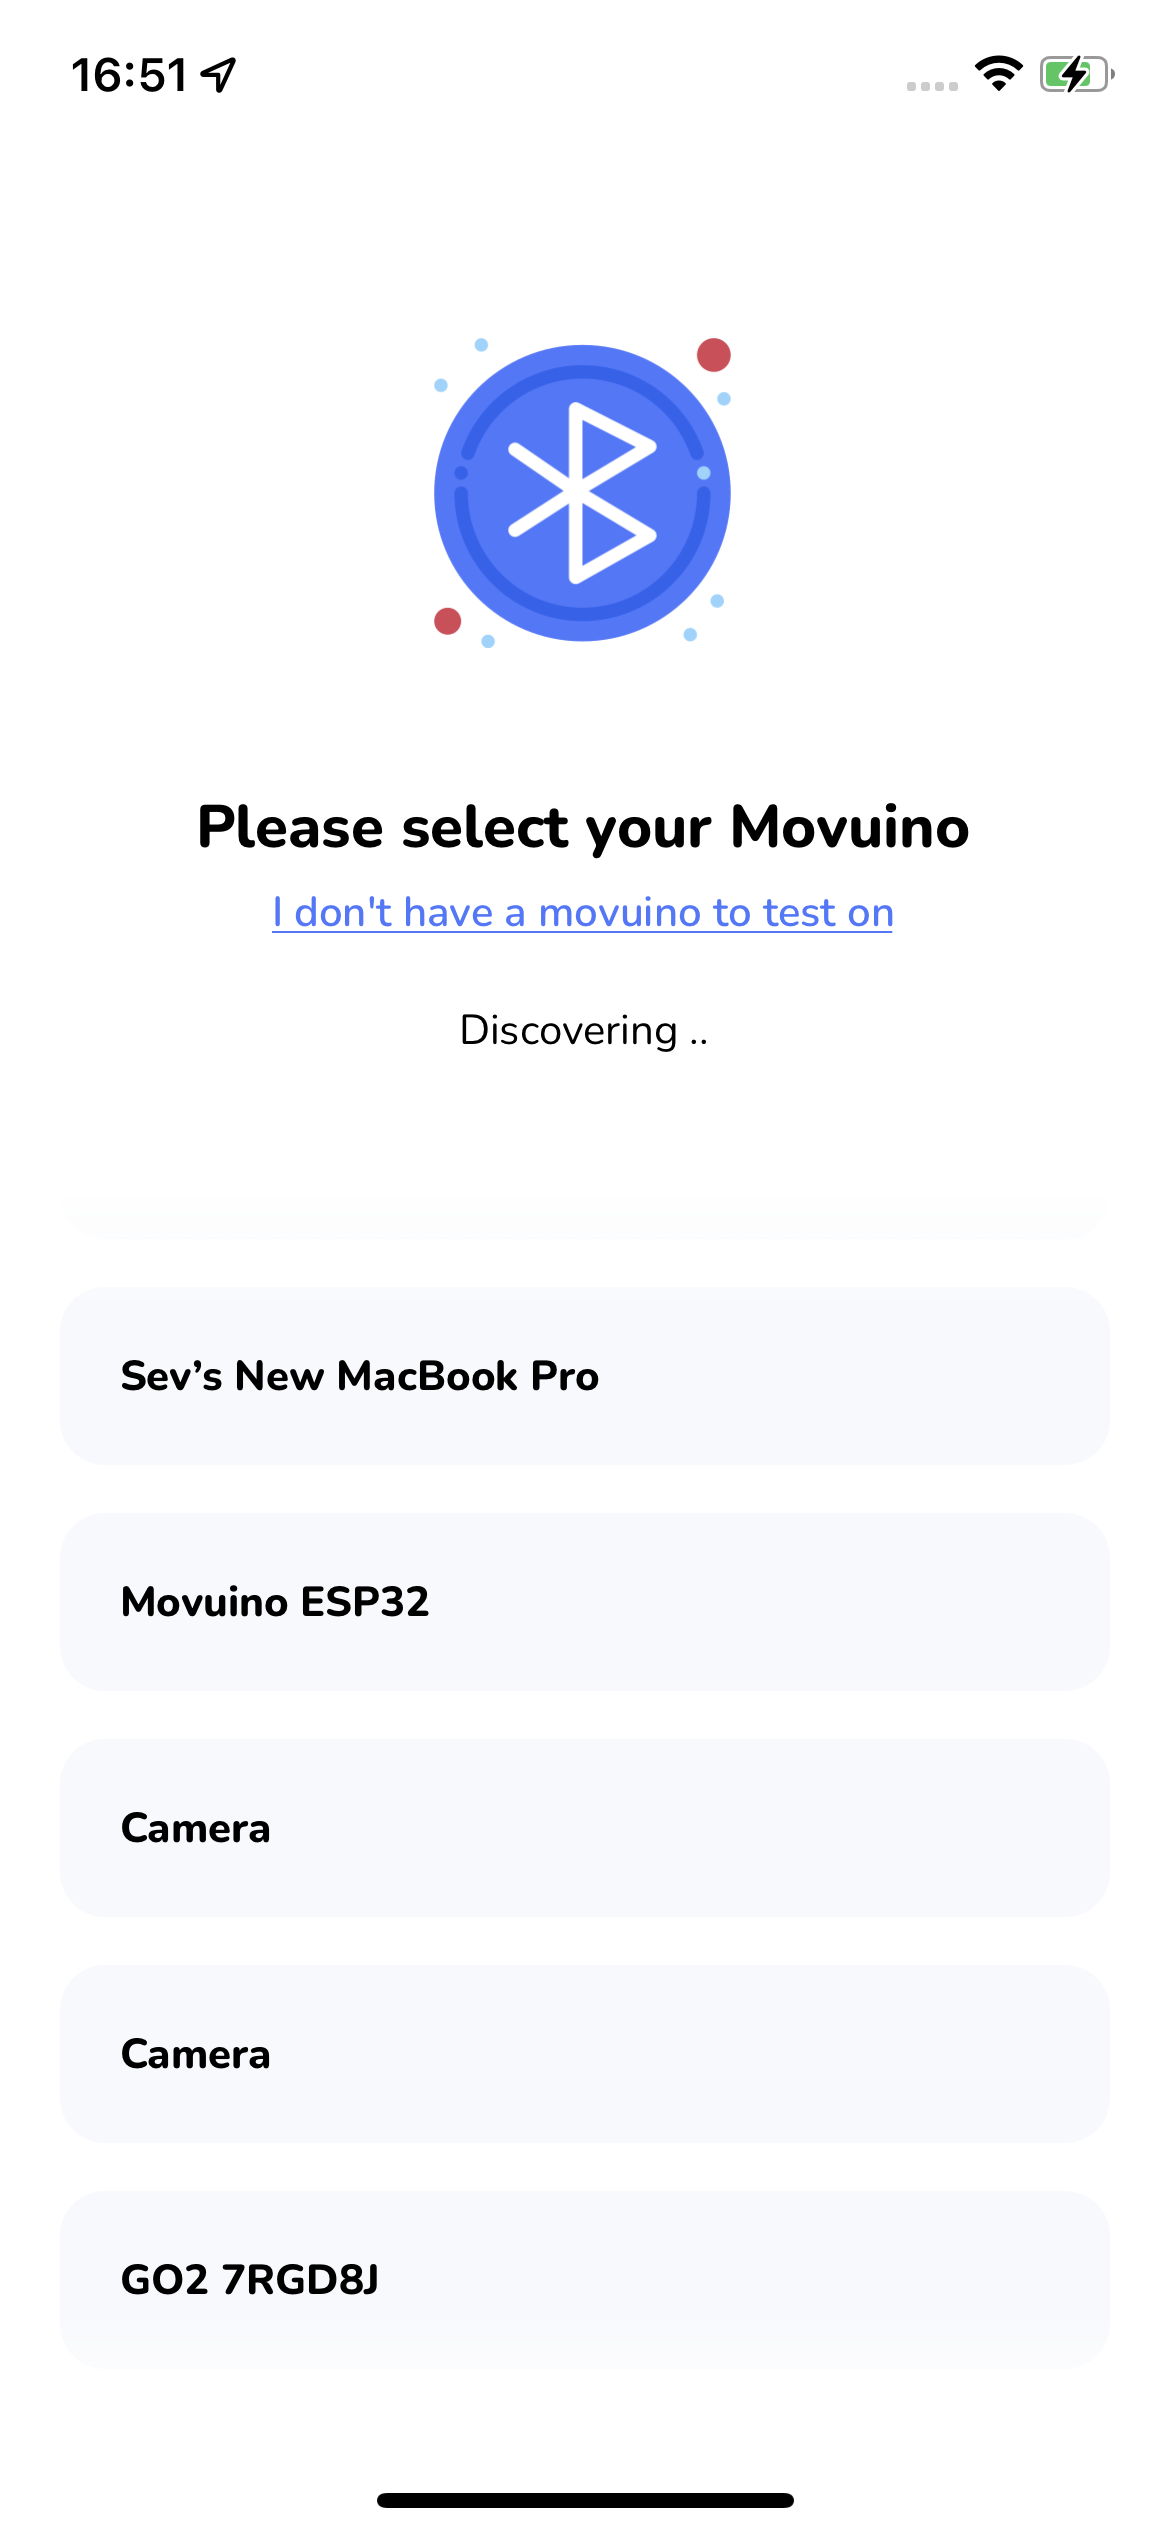 16:51
Please select your Movuino
I don't have a movuino to test on
Discovering ..
Sev’s New MacBook Pro
Movuino ESP32
Camera
Camera
GO2 7RGD8J